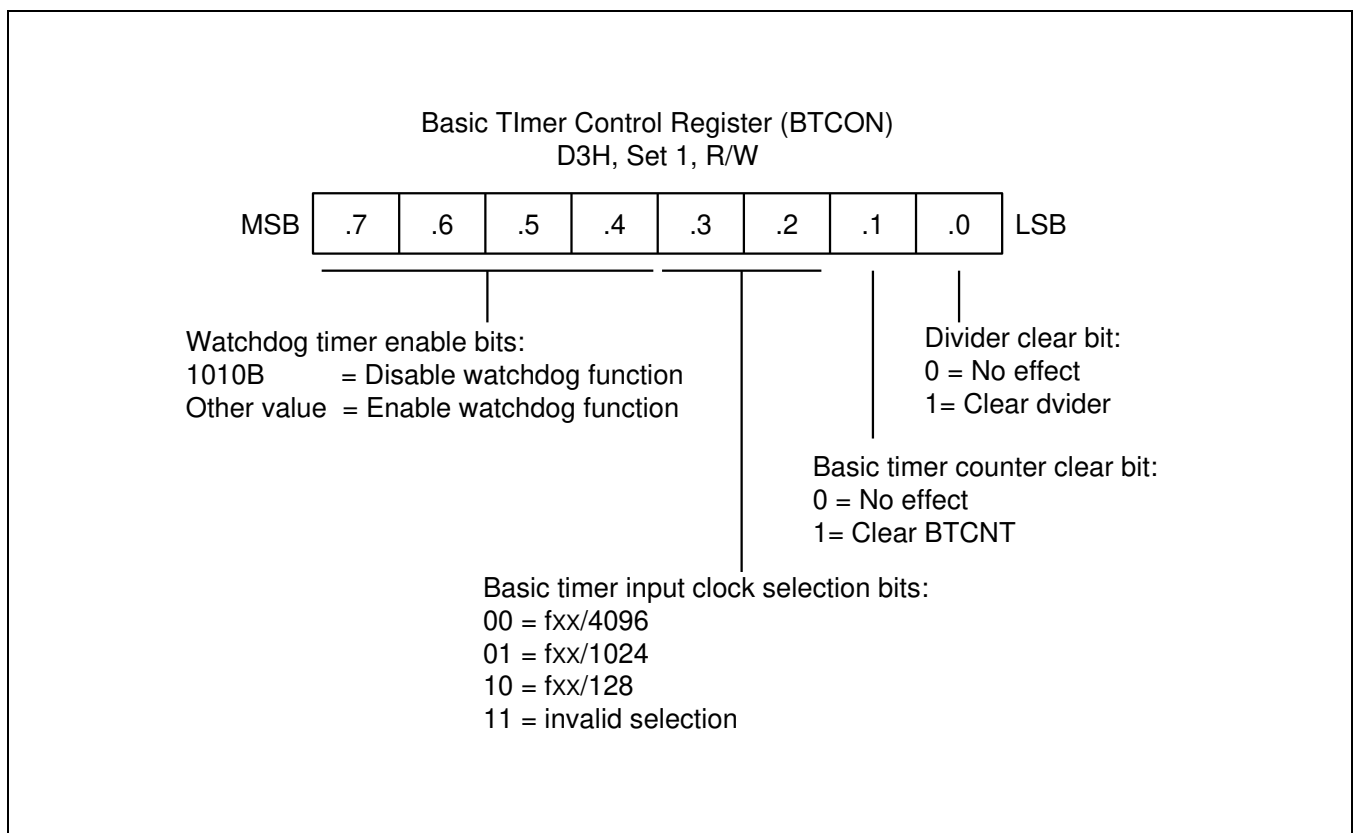 Basic TImer Control Register (BTCON)
D3H, Set 1, R/W
MSB .7 .6 .5 .4 .3 .2 .1 .0 LSB
Watchdog timer enable bits:
1010B = Disable watchdog function
Other value = Enable watchdog function
Divider clear bit:
0 = No effect
1= Clear dvider
Basic timer counter clear bit:
0 = No effect
1= Clear BTCNT
Basic timer input clock selection bits:
00 = fxx/4096
01 = fxx/1024
10 = fxx/128
11 = invalid selection